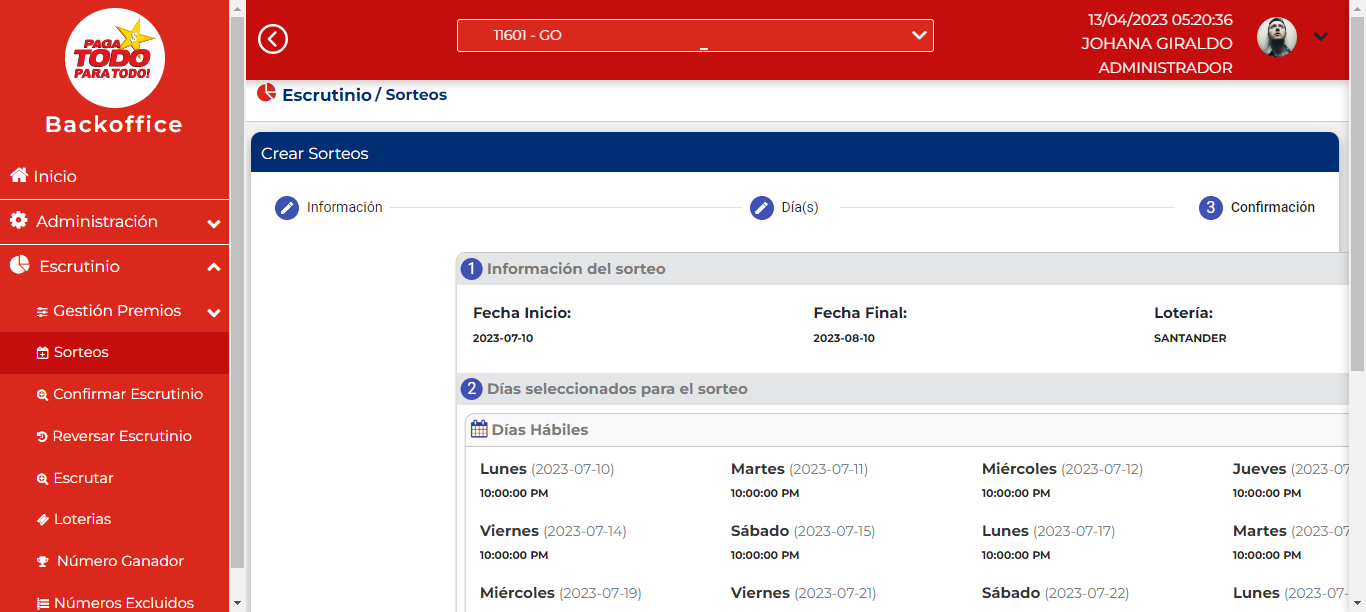 PAGA
TODO
PARA TODO!
Backoffice
Inicio
Administración
Escrutinio
Gestión Premios
Sorteos
Confirmar Escrutinio
Reversar Escrutinio
Escrutar
Loterias
Número Ganador
Números Excluidos
11601 - GO
13/04/2023 05:20:36
JOHANA GIRALDO
ADMINISTRADOR
Escrutinio / Sorteos
Crear Sorteos
Información
Día(s)
3 Confirmación
1 Información del sorteo
Fecha Inicio: Fecha Final: Lotería:
2023-07-10 2023-08-10 SANTANDER
2 Días seleccionados para el sorteo
Días Hábiles
Lunes (2023-07-10) Martes (2023-07-11) Miércoles (2023-07-12) Jueves (2023-07
10:00:00 PM 10:00:00 PM 10:00:00 PM 10:00:00 PM
Viernes (2023-07-14) Sábado (2023-07-15) Lunes (2023-07-17) Martes (2023-07
10:00:00 PM 10:00:00 PM 10:00:00 PM 10:00:00 PM
Miércoles (2023-07-19) Viernes (2023-07-21) Sábado (2023-07-22) Lunes (2023-07-